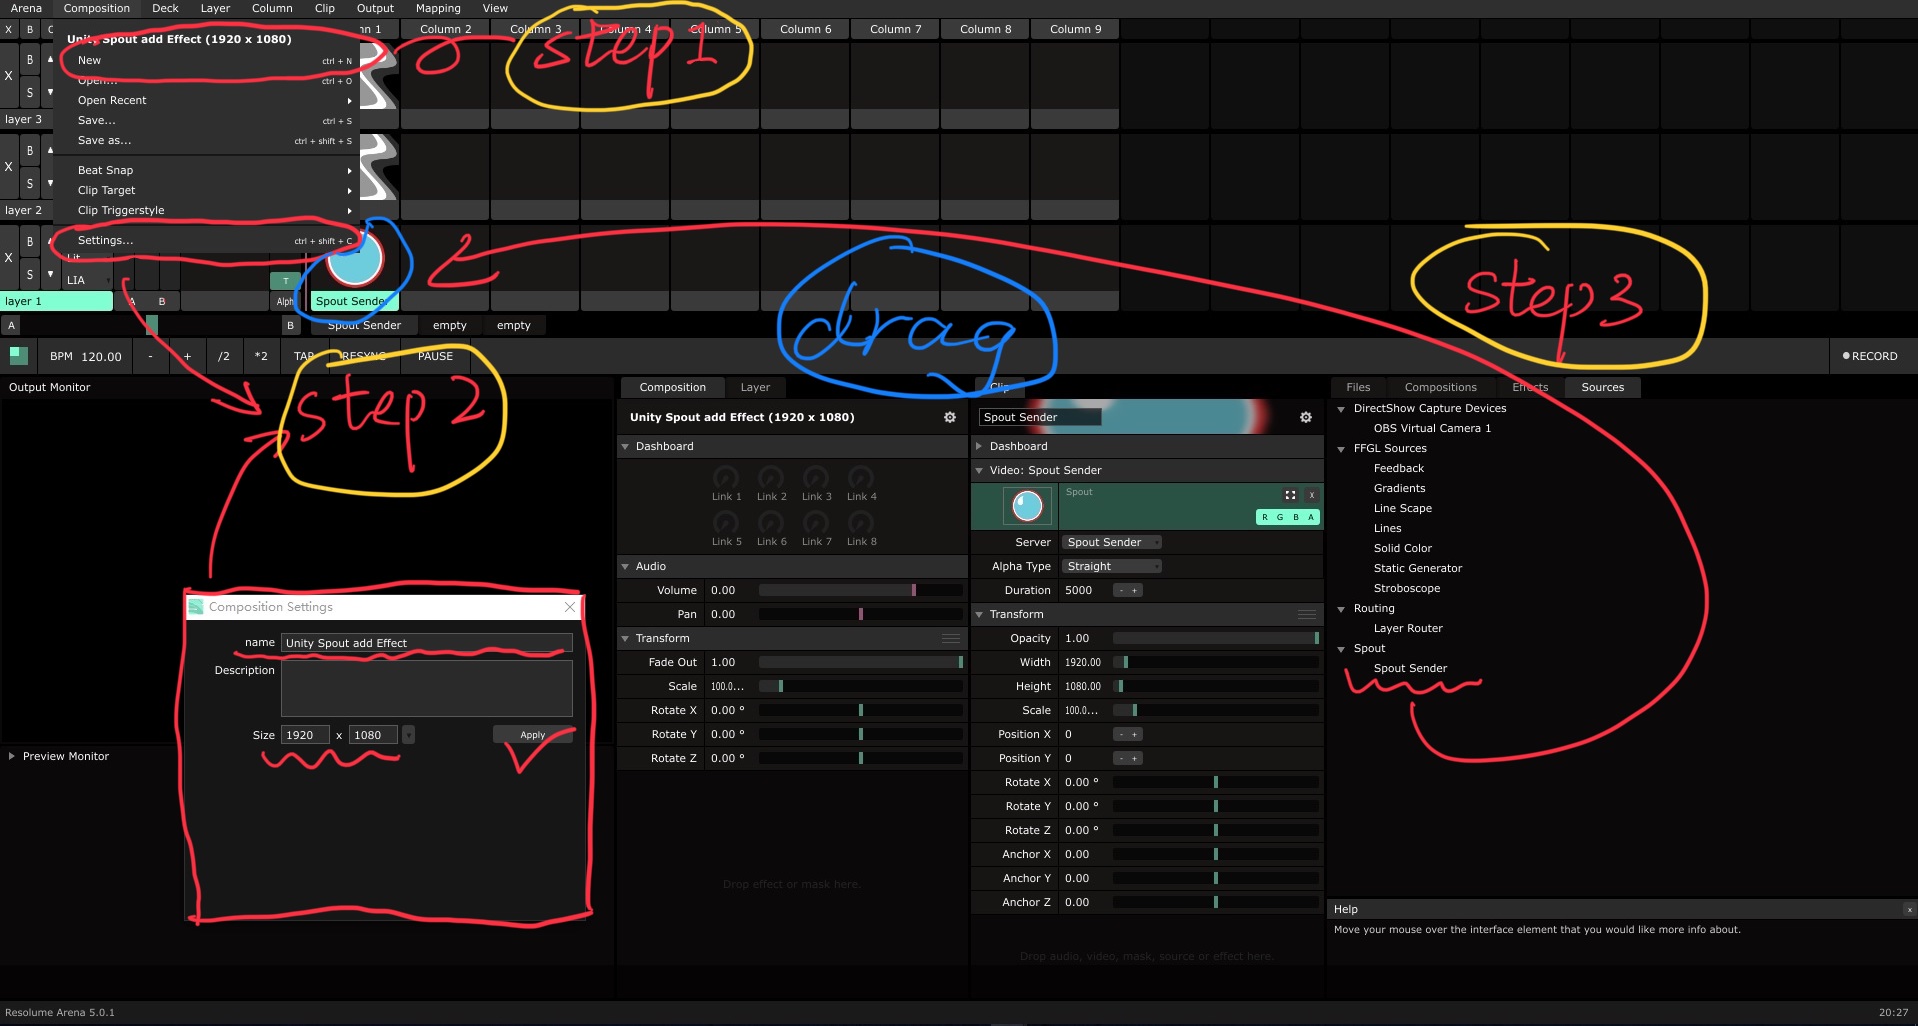 Arena Composition Deck Layer Column Clip Output Mapping View
X B Column 2 Column 3 Column 5 Column 6 Column 7 Column 8 Column 9
Unity Spout add Effect (1920 x 1080)
New ctrl + N
Open... ctrl + O
Open Recent
Save... ctrl + S
Save as... ctrl + shift + S
Beat Snap
Clip Target
Clip Triggerstyle
Settings... ctrl + shift + C
step1
X B S
layer 3
X B S
layer 2
X B S
LIA T
layer 1 A B Alph Spout Sender
drag
step3
A B Spout Sender empty empty
BPM 120.00 - + /2 *2 TAP RESYNC PAUSE RECORD
step2
Output Monitor
Preview Monitor
Composition Settings
name Unity Spout add Effect
Description
Size 1920 x 1080 Apply
Composition Layer
Unity Spout add Effect (1920 x 1080)
Dashboard
Link 1 Link 2 Link 3 Link 4
Link 5 Link 6 Link 7 Link 8
Audio
Volume 0.00
Pan 0.00
Transform
Fade Out 1.00
Scale 100.0...
Rotate X 0.00 °
Rotate Y 0.00 °
Rotate Z 0.00 °
Drop effect or mask here.
Clip
Spout Sender
Dashboard
Video: Spout Sender
Spout X
R G B A
Server Spout Sender
Alpha Type Straight
Duration 5000 - +
Transform
Opacity 1.00
Width 1920.00
Height 1080.00
Scale 100.0...
Position X 0 - +
Position Y 0 - +
Rotate X 0.00 °
Rotate Y 0.00 °
Rotate Z 0.00 °
Anchor X 0.00
Anchor Y 0.00
Anchor Z 0.00
Drop audio, video, mask, source or effect here.
Files Compositions Effects Sources
DirectShow Capture Devices
OBS Virtual Camera 1
FFGL Sources
Feedback
Gradients
Line Scape
Lines
Solid Color
Static Generator
Stroboscope
Routing
Layer Router
Spout
Spout Sender
Help x
Move your mouse over the interface element that you would like more info about.
Resolume Arena 5.0.1 20:27